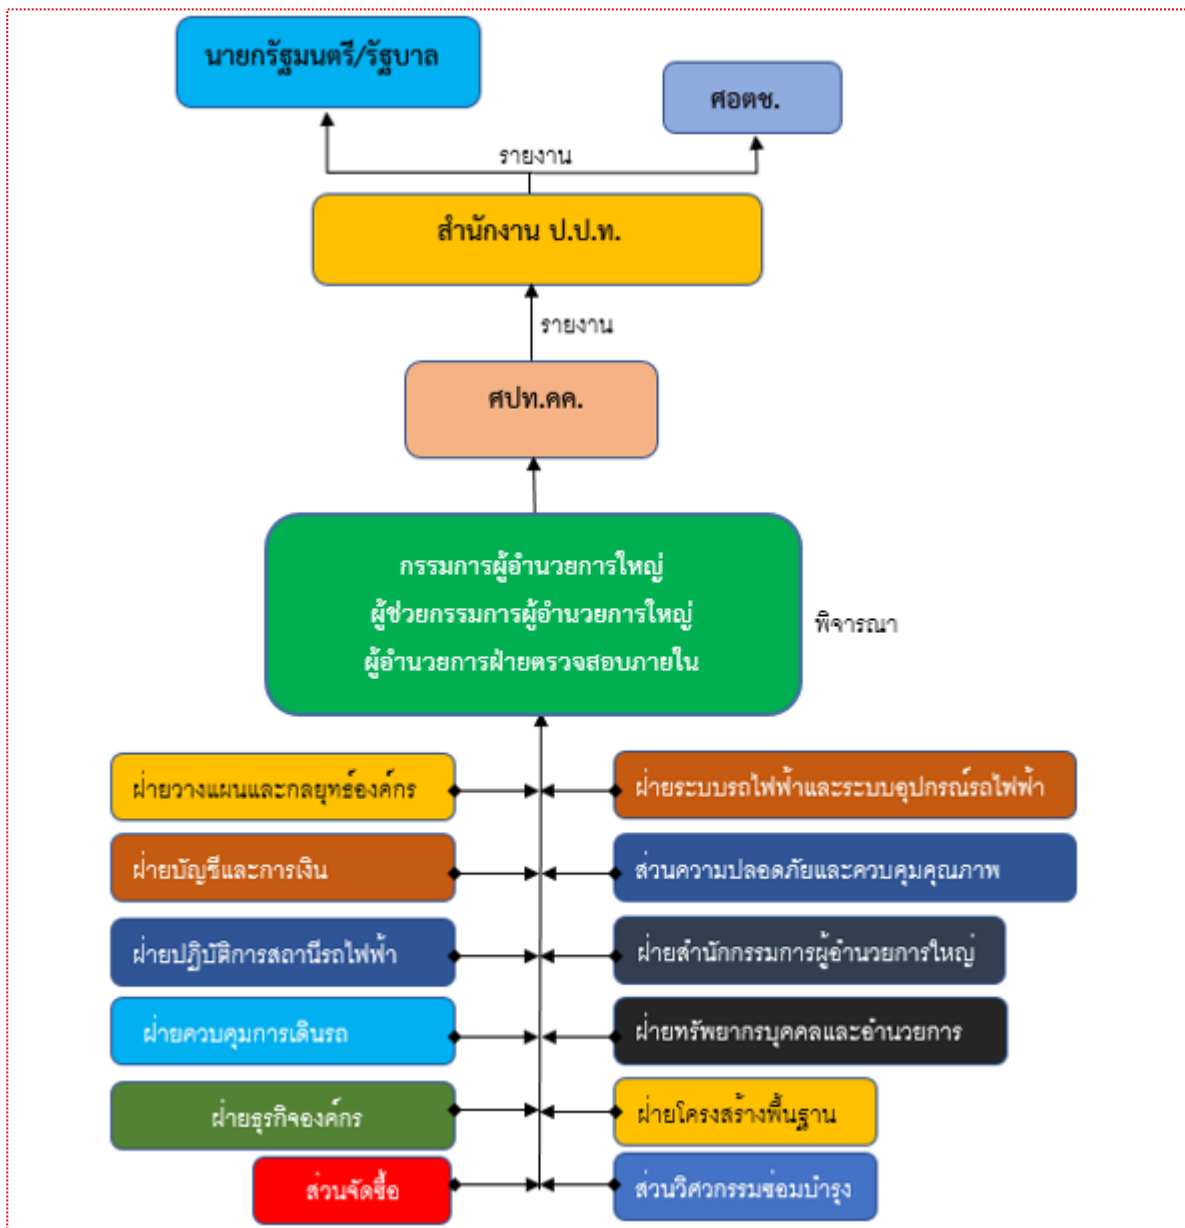 นายกรัฐมนตรี/รัฐบาล
ศอตช.
รายงาน
สำนักงาน ป.ป.ท.
รายงาน
ศปท.คค.
กรรมการผู้อำนวยการใหญ่
ผู้ช่วยกรรมการผู้อำนวยการใหญ่
ผู้อำนวยการฝ่ายตรวจสอบภายใน
พิจารณา
ฝ่ายวางแผนและกลยุทธ์องค์กร
ฝ่ายระบบรถไฟฟ้าและระบบอุปกรณ์รถไฟฟ้า
ฝ่ายบัญชีและการเงิน
ส่วนความปลอดภัยและควบคุมคุณภาพ
ฝ่ายปฏิบัติการสถานีรถไฟฟ้า
ฝ่ายสำนักกรรมการผู้อำนวยการใหญ่
ฝ่ายควบคุมการเดินรถ
ฝ่ายทรัพยากรบุคคลและอำนวยการ
ฝ่ายธุรกิจองค์กร
ฝ่ายโครงสร้างพื้นฐาน
ส่วนจัดซื้อ
ส่วนวิศวกรรมซ่อมบำรุง